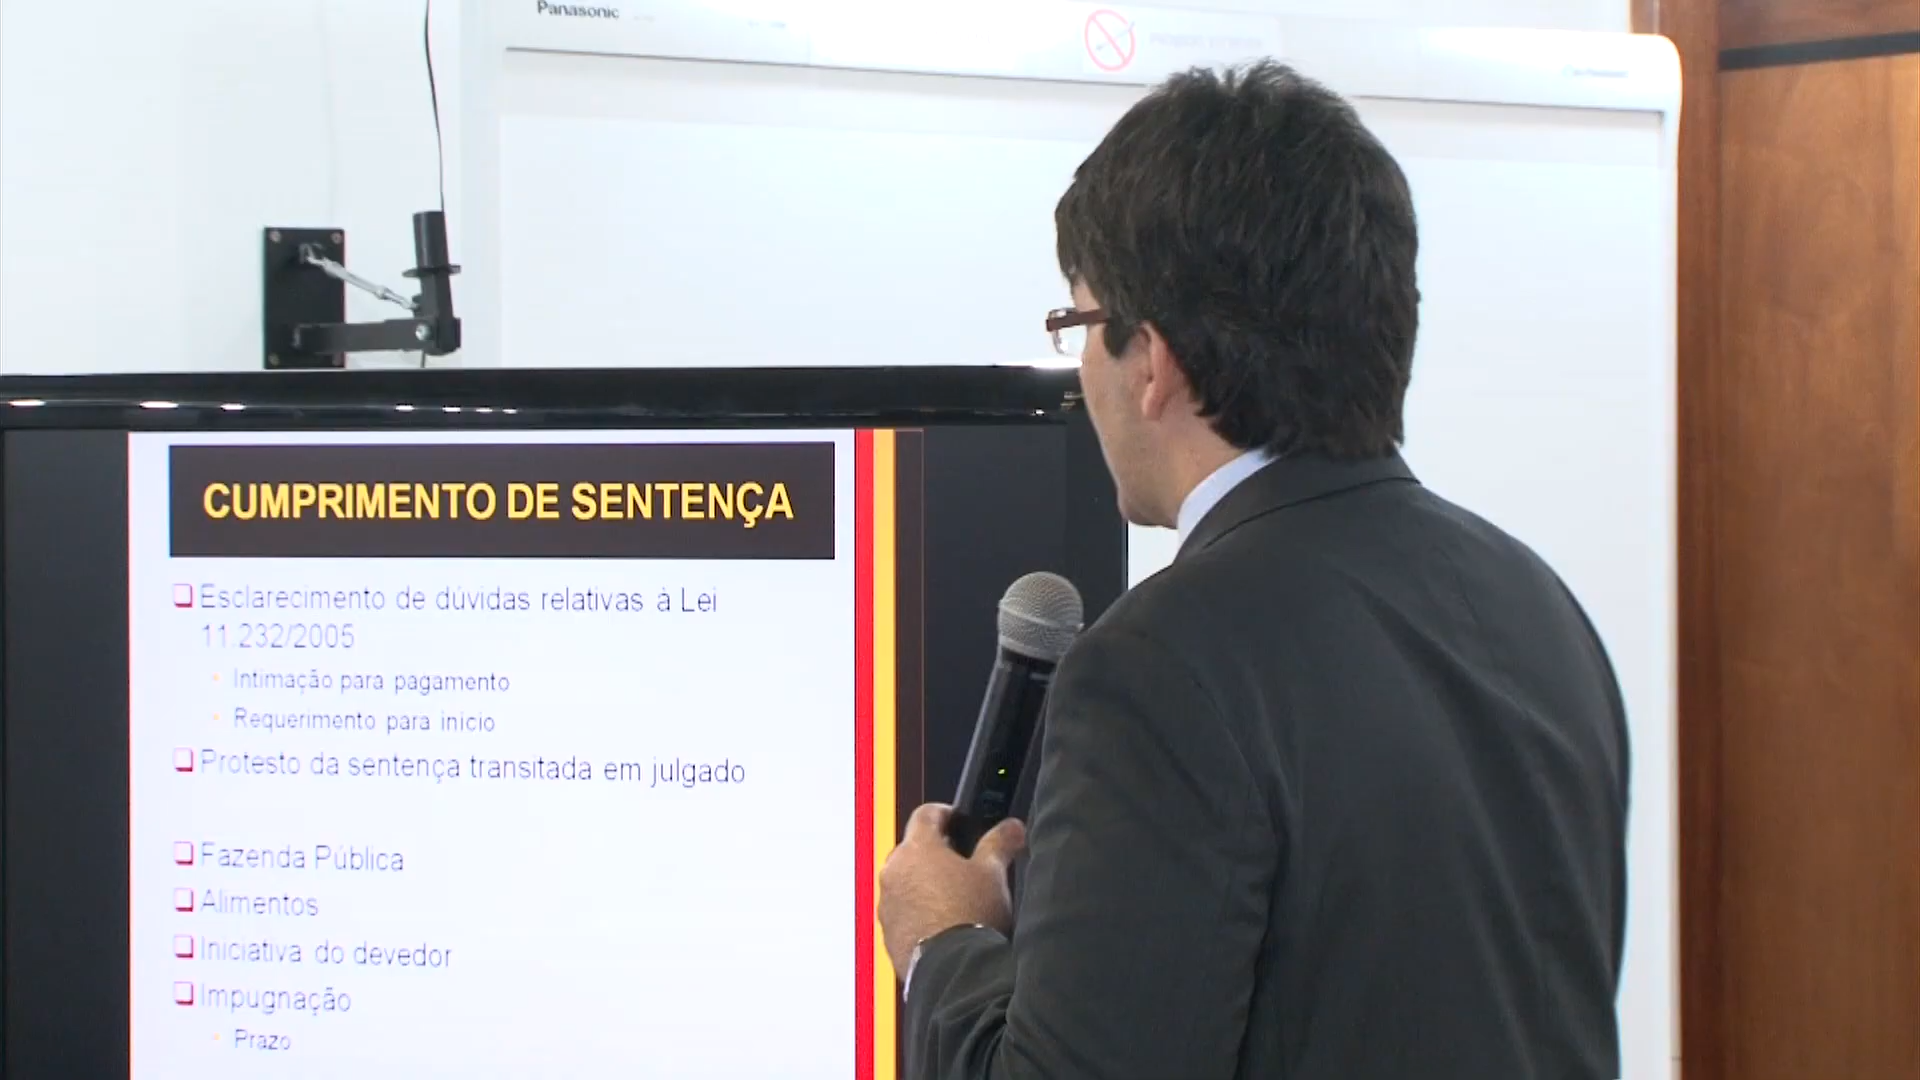 Panasonic
CUMPRIMENTO DE SENTENÇA
Esclarecimento de dúvidas relativas à Lei
11.232/2005
Intimação para pagamento
Requerimento para início
Protesto da sentença transitada em julgado
Fazenda Pública
Alimentos
Iniciativa do devedor
Impugnação
Prazo